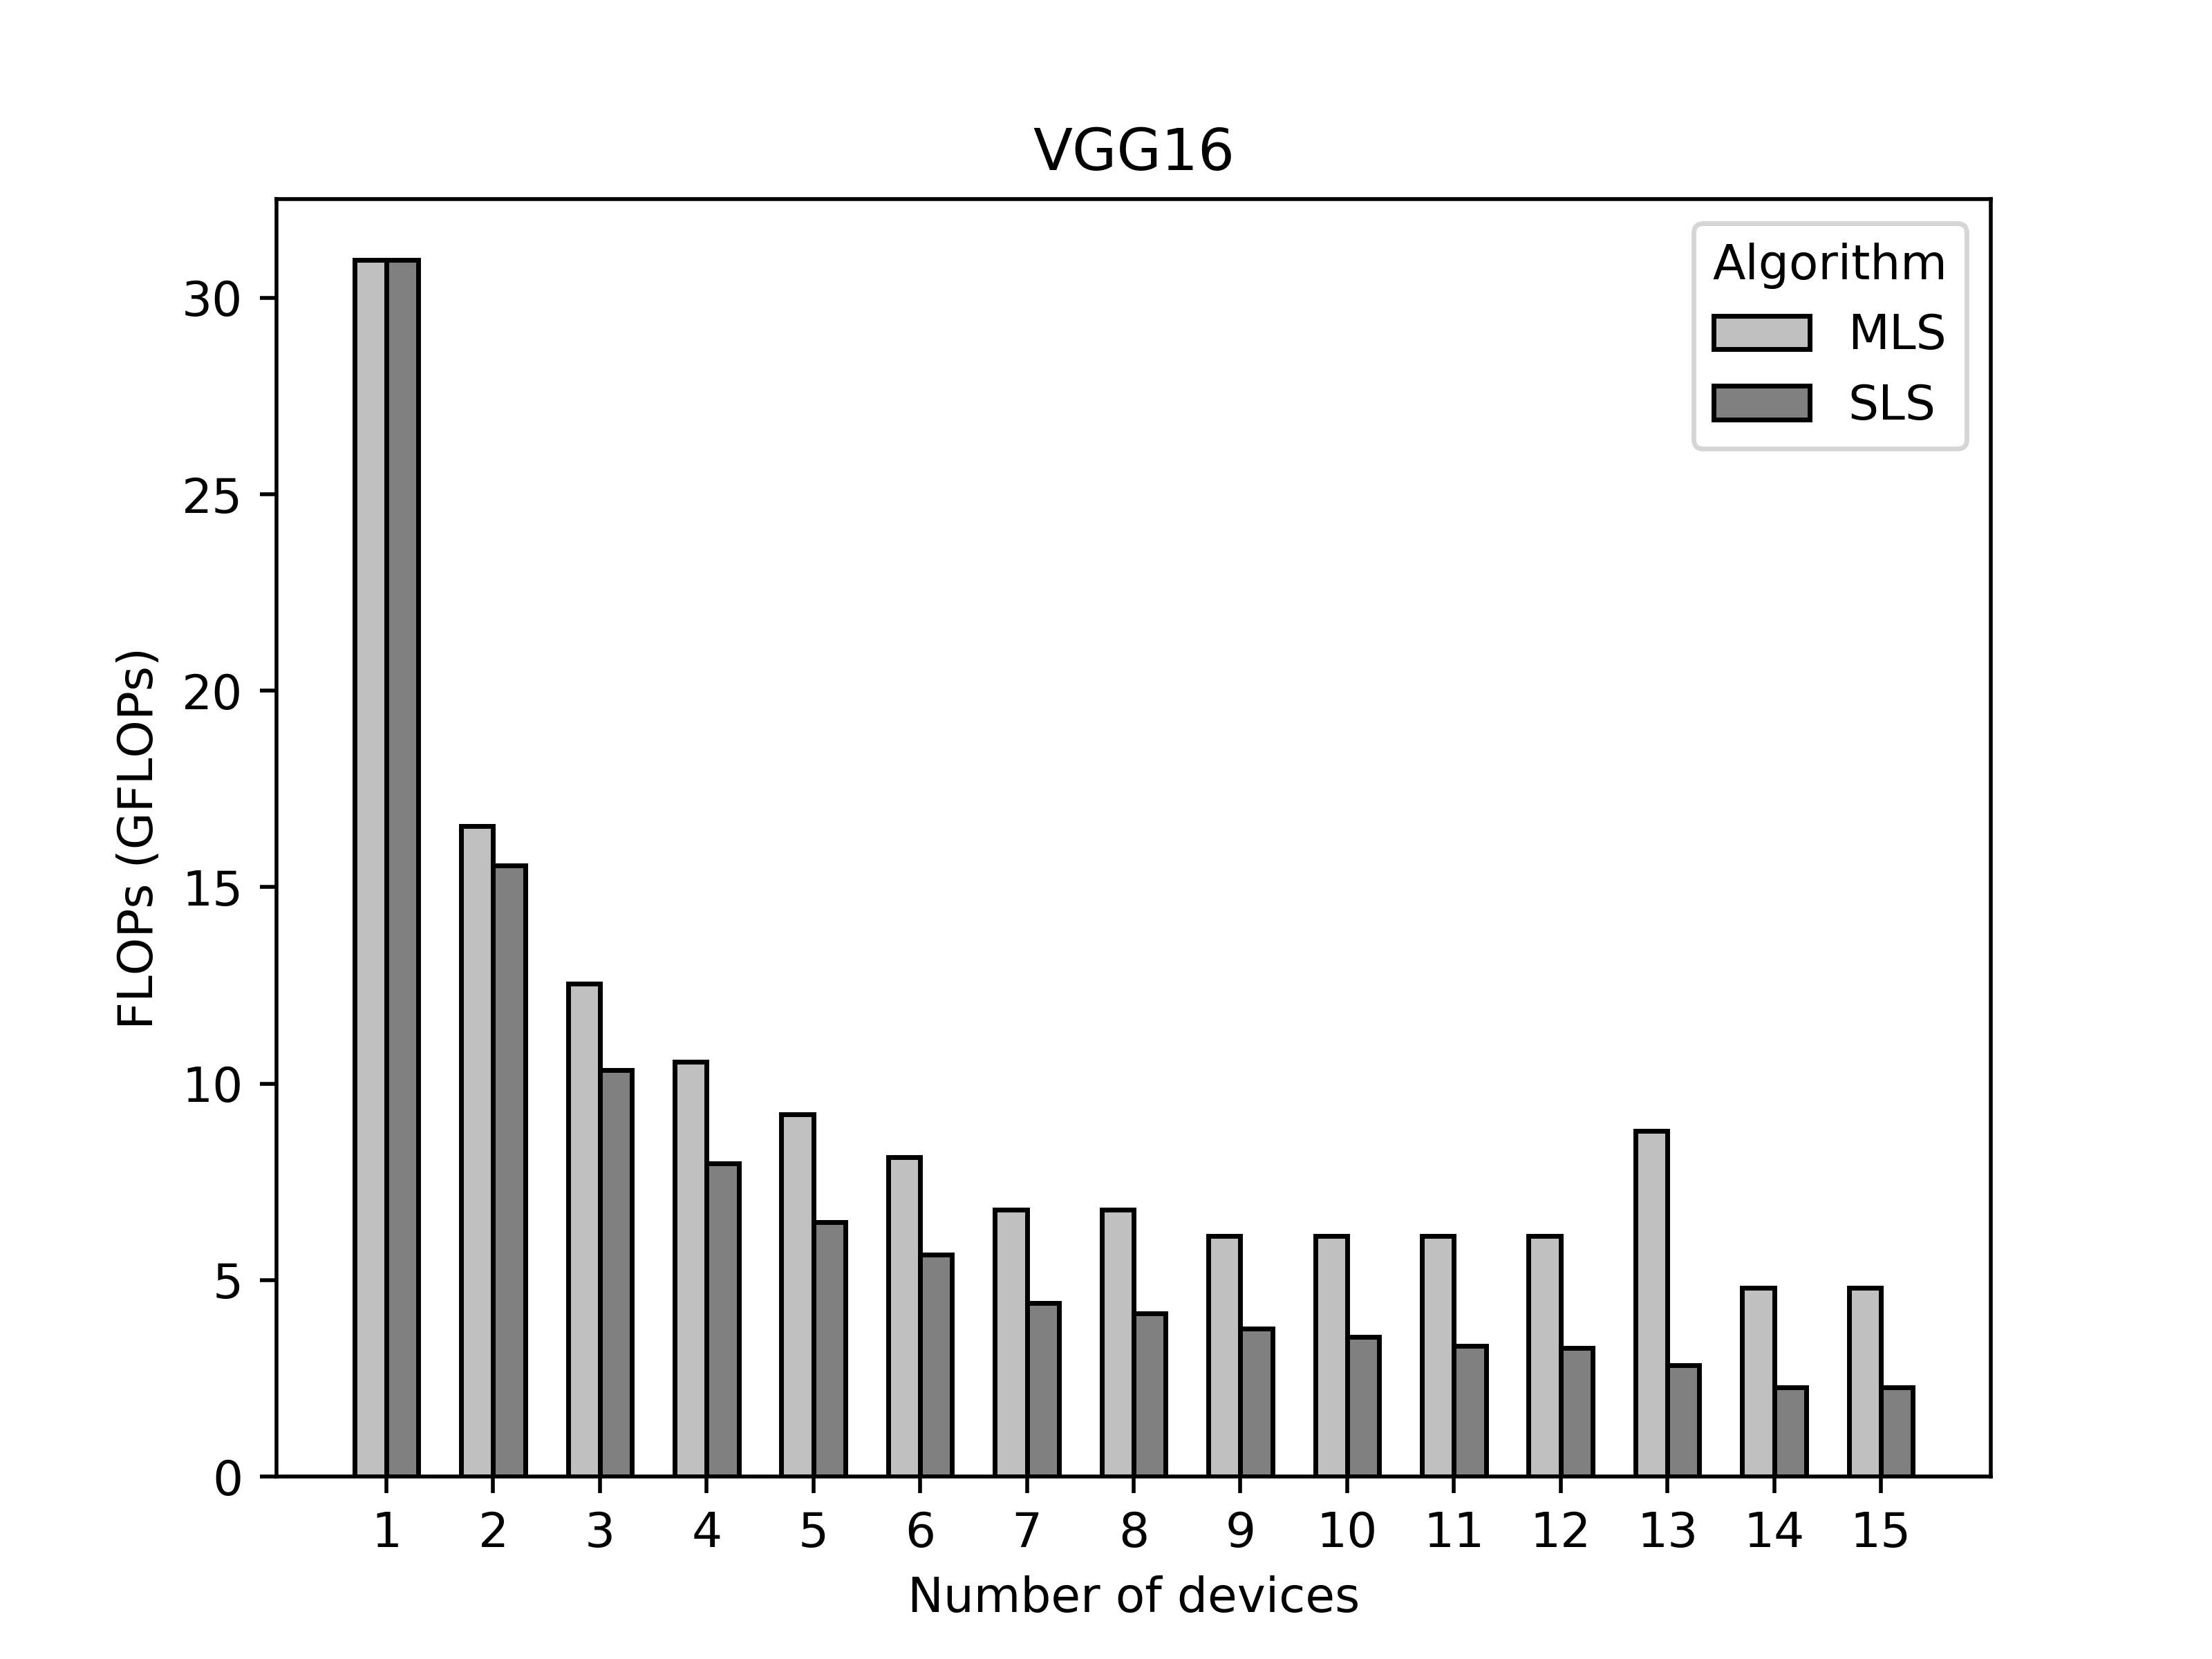 VGG16
Algorithm
MLS
SLS
30
25
20
15
10
5
0
FLOPs (GFLOPs)
1 2 3 4 5 6 7 8 9 10 11 12 13 14 15
Number of devices